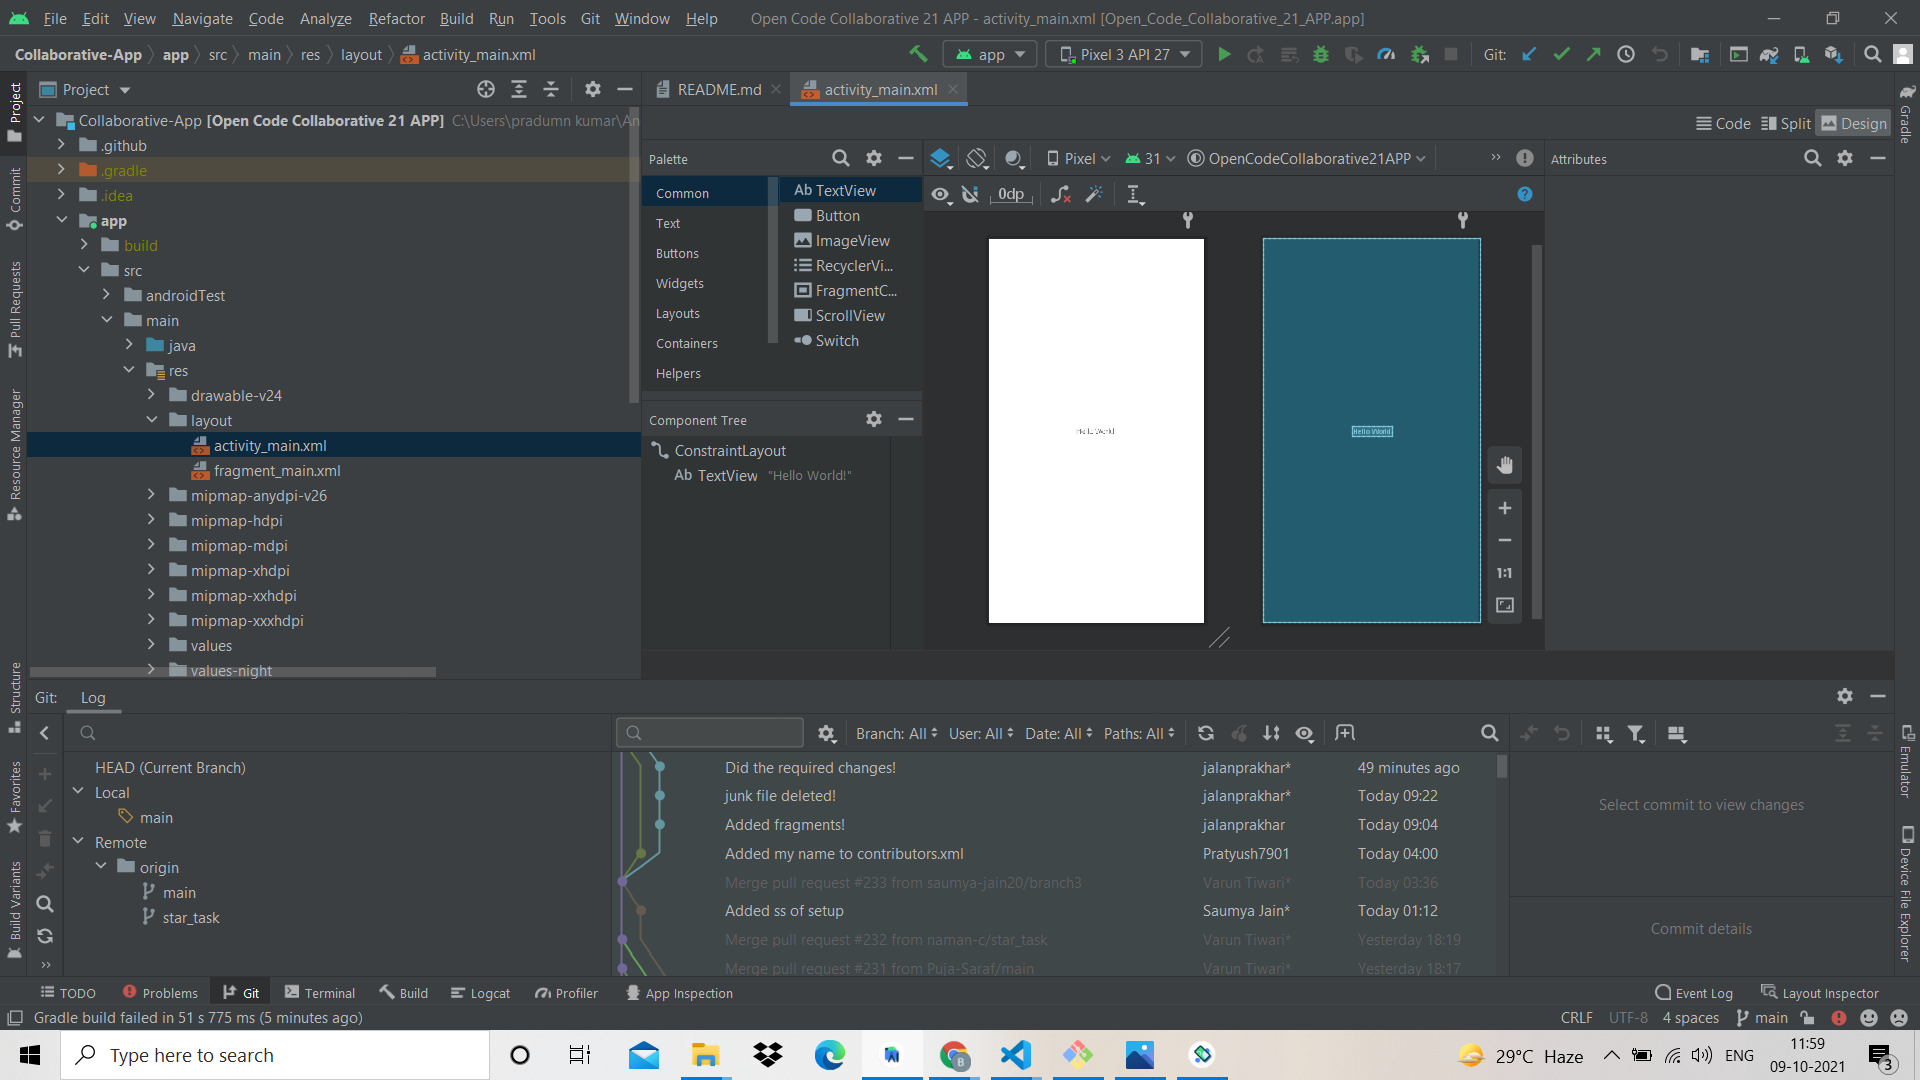 File Edit View Navigate Code Analyze Refactor Build Run Tools Git Window Help Open Code Collaborative 21 APP - activity_main.xml [Open_Code_Collaborative_21_APP.app]
Collaborative-App app src main res layout activity_main.xml app Pixel 3 API 27 Git:
Project
README.md activity_main.xml
Collaborative-App [Open Code Collaborative 21 APP] C:\Users\pradumn kumar\An
.github
.gradle
.idea
app
build
src
androidTest
main
java
res
drawable-v24
layout
activity_main.xml
fragment_main.xml
mipmap-anydpi-v26
mipmap-hdpi
mipmap-mdpi
mipmap-xhdpi
mipmap-xxhdpi
mipmap-xxxhdpi
values
values-night
Project
Commit
Pull Requests
Resource Manager
Structure
Favorites
Build Variants
Code Split Design
Palette
Common
Text
Buttons
Widgets
Layouts
Containers
Helpers
Ab TextView
Button
ImageView
RecyclerVi...
FragmentC...
ScrollView
Switch
Component Tree
ConstraintLayout
Ab TextView "Hello World!"
Pixel 31 OpenCodeCollaborative21APP
0dp
Hello World!
Hello World!
1:1
Attributes
Gradle
Emulator
Device File Explorer
Git: Log
HEAD (Current Branch)
Local
main
Remote
origin
main
star_task
Branch: All User: All Date: All Paths: All
Did the required changes! jalanprakhar* 49 minutes ago
junk file deleted! jalanprakhar* Today 09:22
Added fragments! jalanprakhar Today 09:04
Added my name to contributors.xml Pratyush7901 Today 04:00
Merge pull request #233 from saumya-jain20/branch3 Varun Tiwari* Today 03:36
Added ss of setup Saumya Jain* Today 01:12
Merge pull request #232 from naman-c/star_task Varun Tiwari* Yesterday 18:19
Merge pull request #231 from Puja-Saraf/main Varun Tiwari* Yesterday 18:17
Select commit to view changes
Commit details
TODO Problems Git Terminal Build Logcat Profiler App Inspection Event Log Layout Inspector
Gradle build failed in 51 s 775 ms (5 minutes ago) CRLF UTF-8 4 spaces main
Type here to search
29°C Haze ENG
11:59
09-10-2021
3